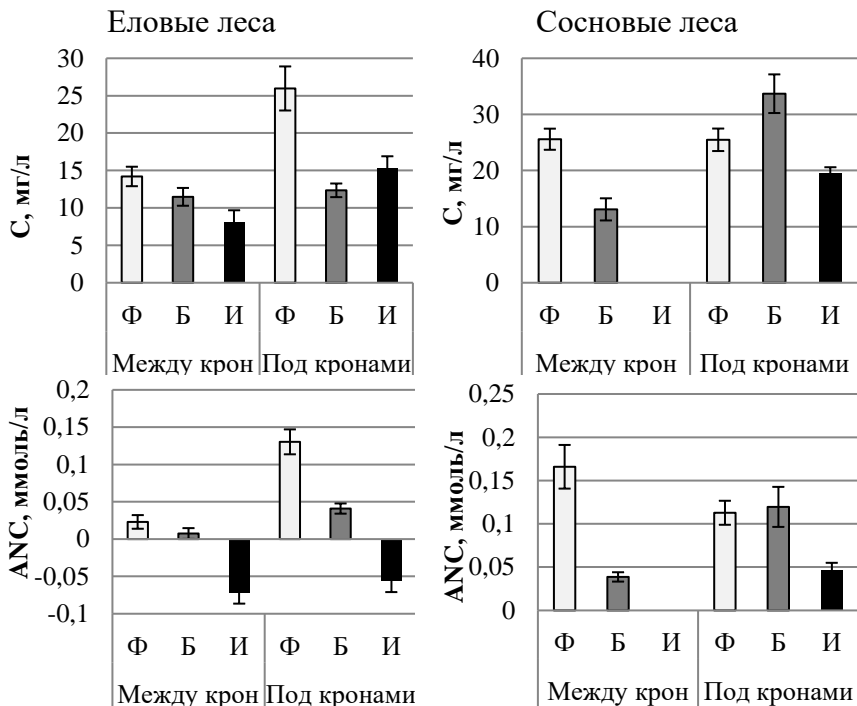 Еловые леса
Сосновые леса
С, мг/л
30
25
20
15
10
5
0
Ф Б И Ф Б И
Между крон Под кронами
С, мг/л
40
30
20
10
0
Ф Б И Ф Б И
Между крон Под кронами
ANC, ммоль/л
0,2
0,15
0,1
0,05
0
-0,05
-0,1
Ф Б И Ф Б И
Между крон Под кронами
ANC, ммоль/л
0,25
0,2
0,15
0,1
0,05
0
Ф Б И Ф Б И
Между крон Под кронами